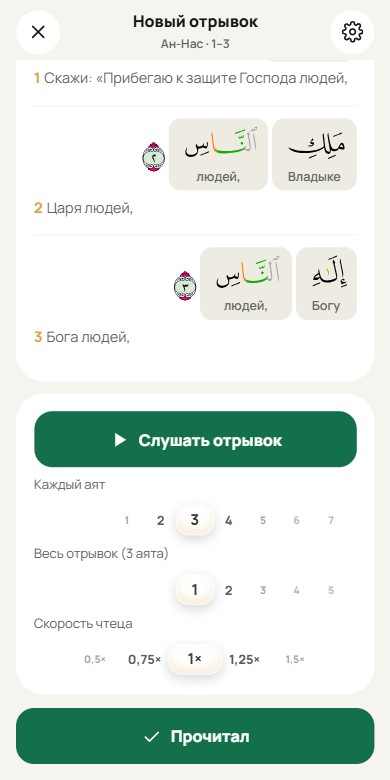 Новый отрывок
Ан-Нас · 1–3
1 Скажи: «Прибегаю к защите Господа людей,
مَلِكِ ٱلنَّاسِ ٢
Владыке людей,
2 Царя людей,
إِلَـٰهِ ٱلنَّاسِ ٣
Богу людей,
3 Бога людей,
Слушать отрывок
Каждый аят
1 2 3 4 5 6 7
Весь отрывок (3 аята)
1 2 3 4 5
Скорость чтеца
0,5× 0,75× 1× 1,25× 1,5×
Прочитал